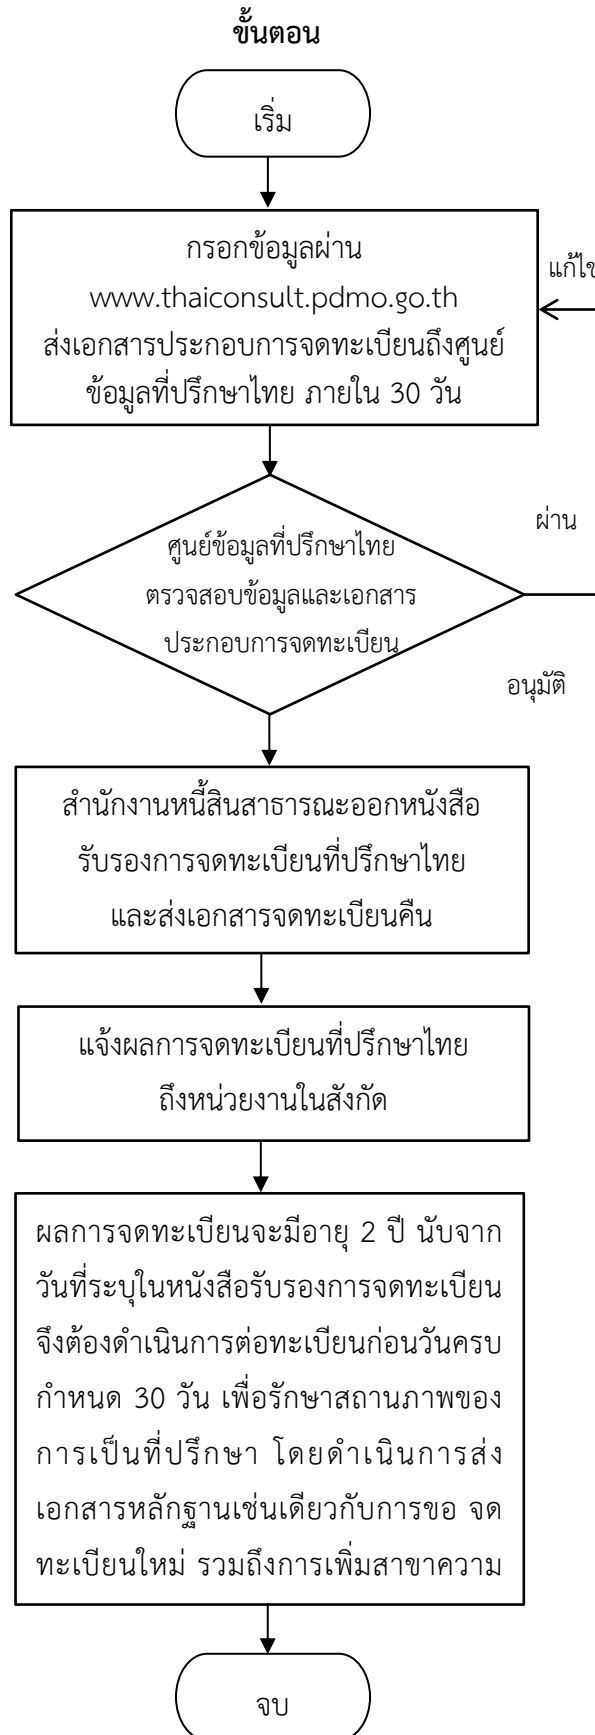 ขั้นตอน
เริ่ม
กรอกข้อมูลผ่าน
www.thaiconsult.pdmo.go.th
ส่งเอกสารประกอบการจดทะเบียนถึงศูนย์
ข้อมูลที่ปรึกษาไทย ภายใน 30 วัน
แก้ไข
ศูนย์ข้อมูลที่ปรึกษาไทย
ตรวจสอบข้อมูลและเอกสาร
ประกอบการจดทะเบียน
ผ่าน
อนุมัติ
สำนักงานหนี้สินสาธารณะออกหนังสือ
รับรองการจดทะเบียนที่ปรึกษาไทย
และส่งเอกสารจดทะเบียนคืน
แจ้งผลการจดทะเบียนที่ปรึกษาไทย
ถึงหน่วยงานในสังกัด
ผลการจดทะเบียนจะมีอายุ 2 ปี นับจาก
วันที่ระบุในหนังสือรับรองการจดทะเบียน
จึงต้องดำเนินการต่อทะเบียนก่อนวันครบ
กำหนด 30 วัน เพื่อรักษาสถานภาพของ
การเป็นที่ปรึกษา โดยดำเนินการส่ง
เอกสารหลักฐานเช่นเดียวกับการขอ จด
ทะเบียนใหม่ รวมถึงการเพิ่มสาขาความ
จบ